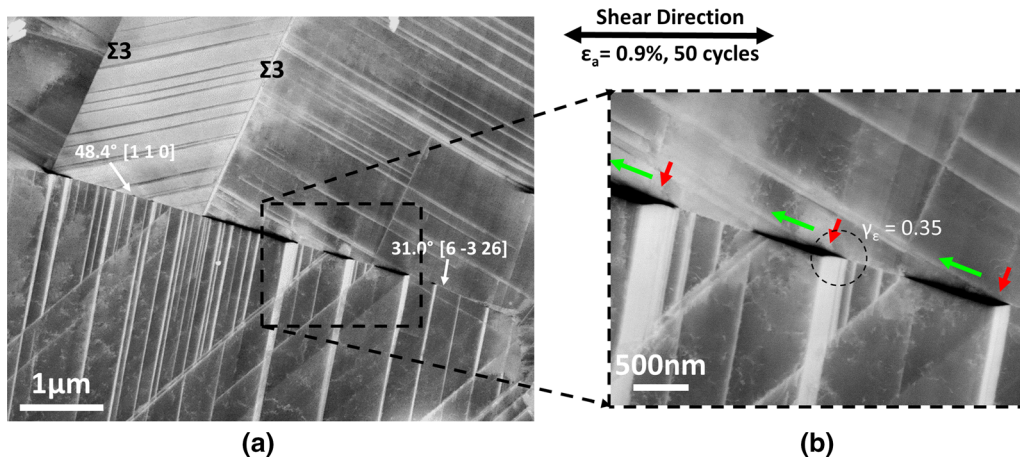 Shear Direction
εₐ= 0.9%, 50 cycles
Σ3
Σ3
48.4° [1 1 0]
31.0° [6 -3 26]
1μm
γε = 0.35
500nm
(a)
(b)